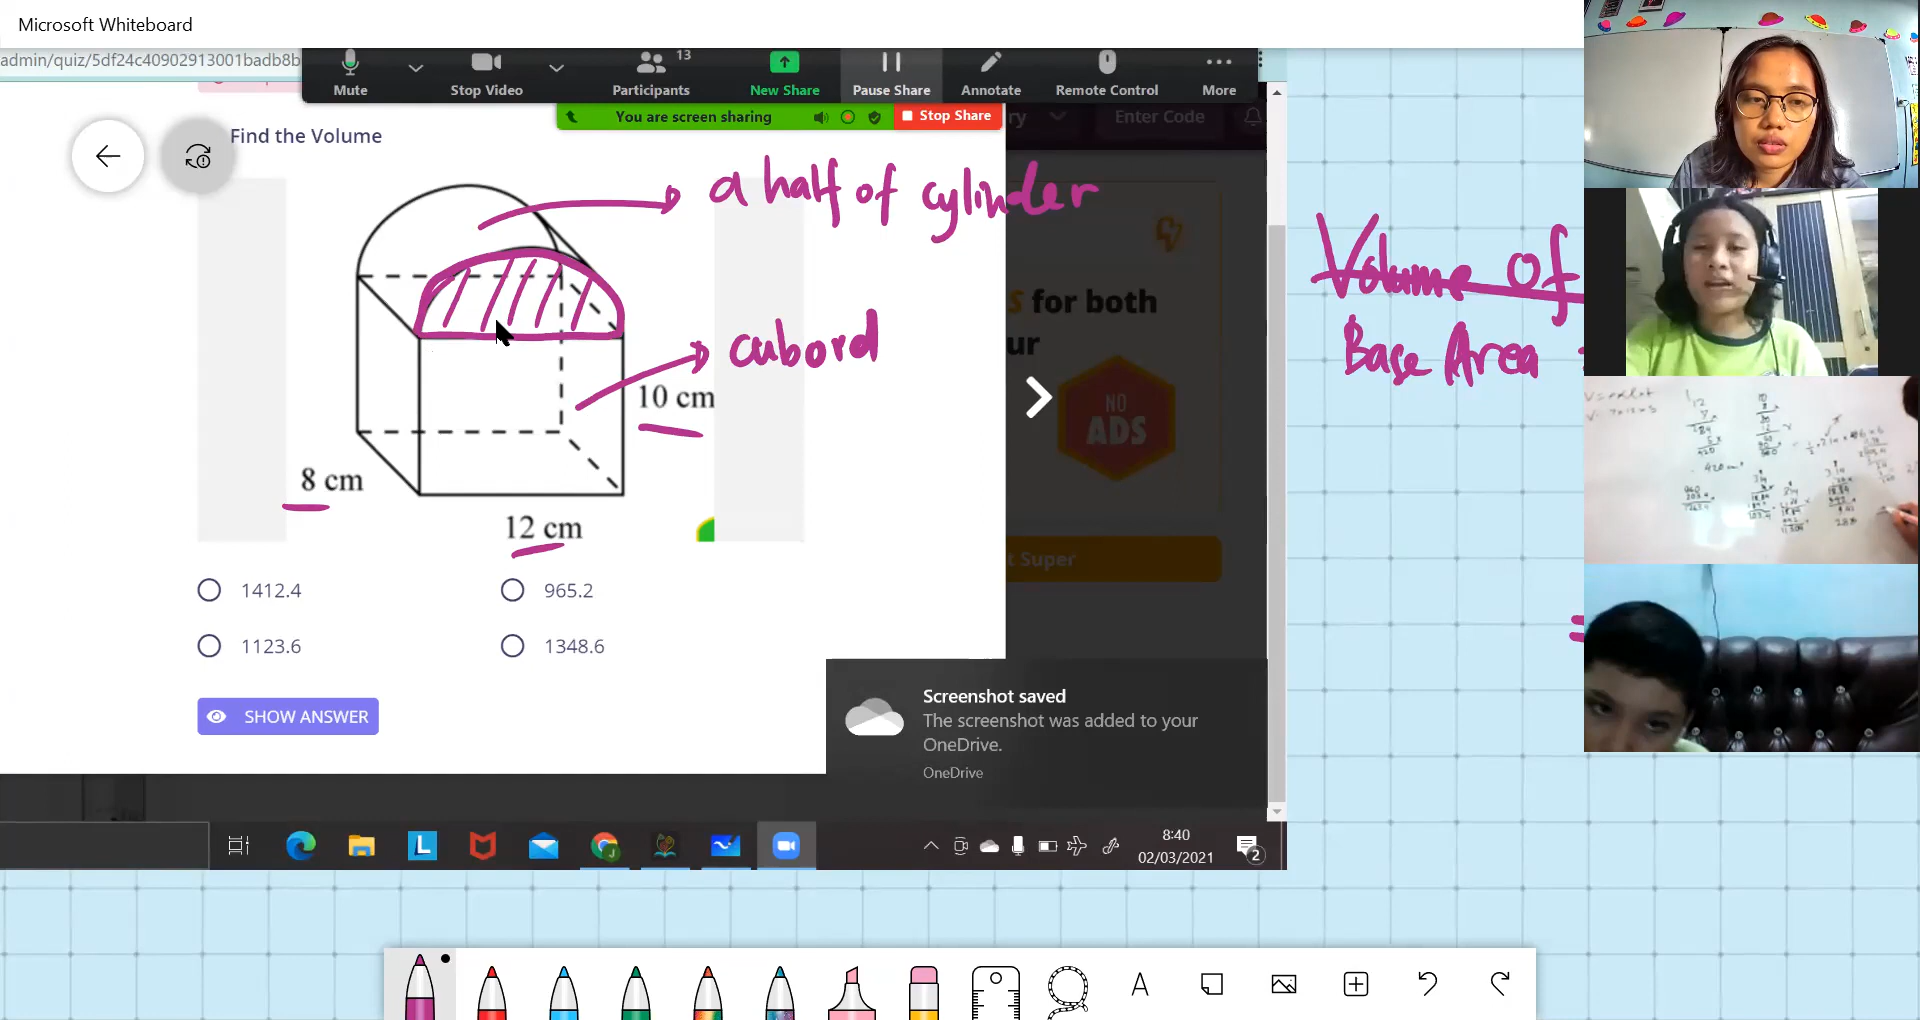 Microsoft Whiteboard
admin/quiz/5df24c40902913001badb8b
Mute
Stop Video
Participants
13
New Share
Pause Share
Annotate
Remote Control
More
You are screen sharing
Stop Share
ry
Enter Code
Find the Volume
a half of cylinder
Volume of
Base Area
for both
ur
NO
ADS
cubord
10 cm
8 cm
12 cm
t Super
1412.4
965.2
1123.6
1348.6
SHOW ANSWER
Screenshot saved
The screenshot was added to your
OneDrive.
OneDrive
8:40
02/03/2021
2